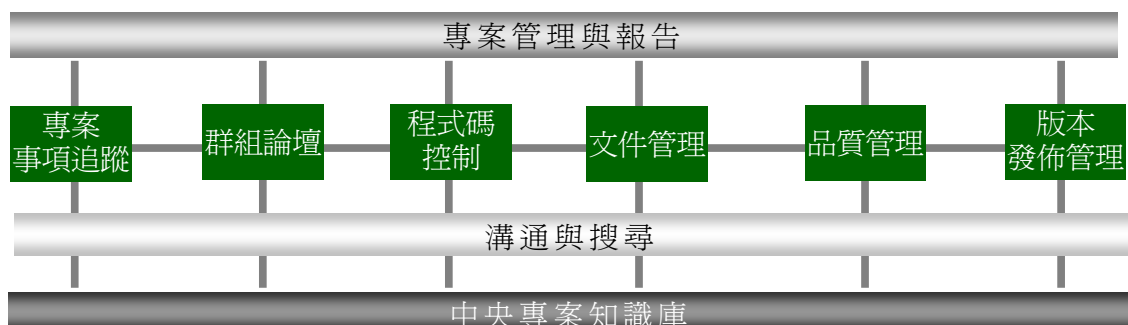 專案管理與報告
專案
事項追蹤
群組論壇
程式碼
控制
文件管理
品質管理
版本
發佈管理
溝通與搜尋
中央專案知識庫